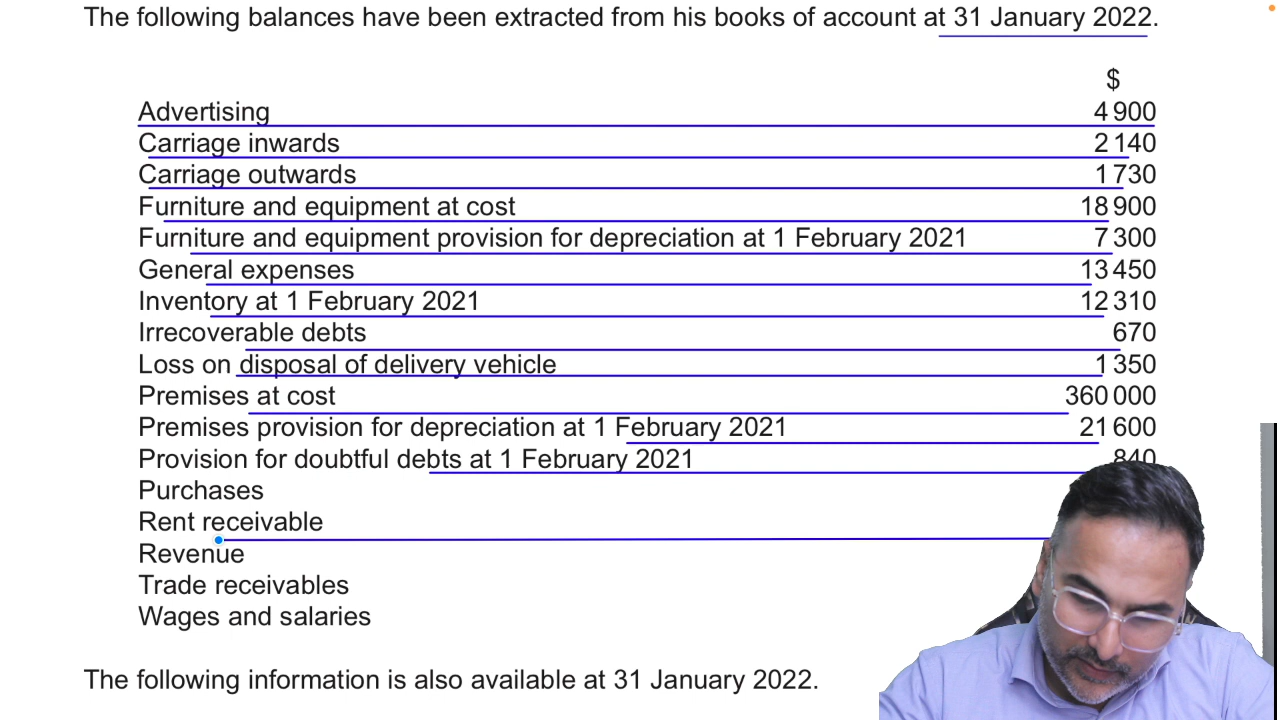 The following balances have been extracted from his books of account at 31 January 2022.
$
Advertising 4 900
Carriage inwards 2 140
Carriage outwards 1 730
Furniture and equipment at cost 18 900
Furniture and equipment provision for depreciation at 1 February 2021 7 300
General expenses 13 450
Inventory at 1 February 2021 12 310
Irrecoverable debts 670
Loss on disposal of delivery vehicle 1 350
Premises at cost 360 000
Premises provision for depreciation at 1 February 2021 21 600
Provision for doubtful debts at 1 February 2021 840
Purchases
Rent receivable
Revenue
Trade receivables
Wages and salaries
The following information is also available at 31 January 2022.